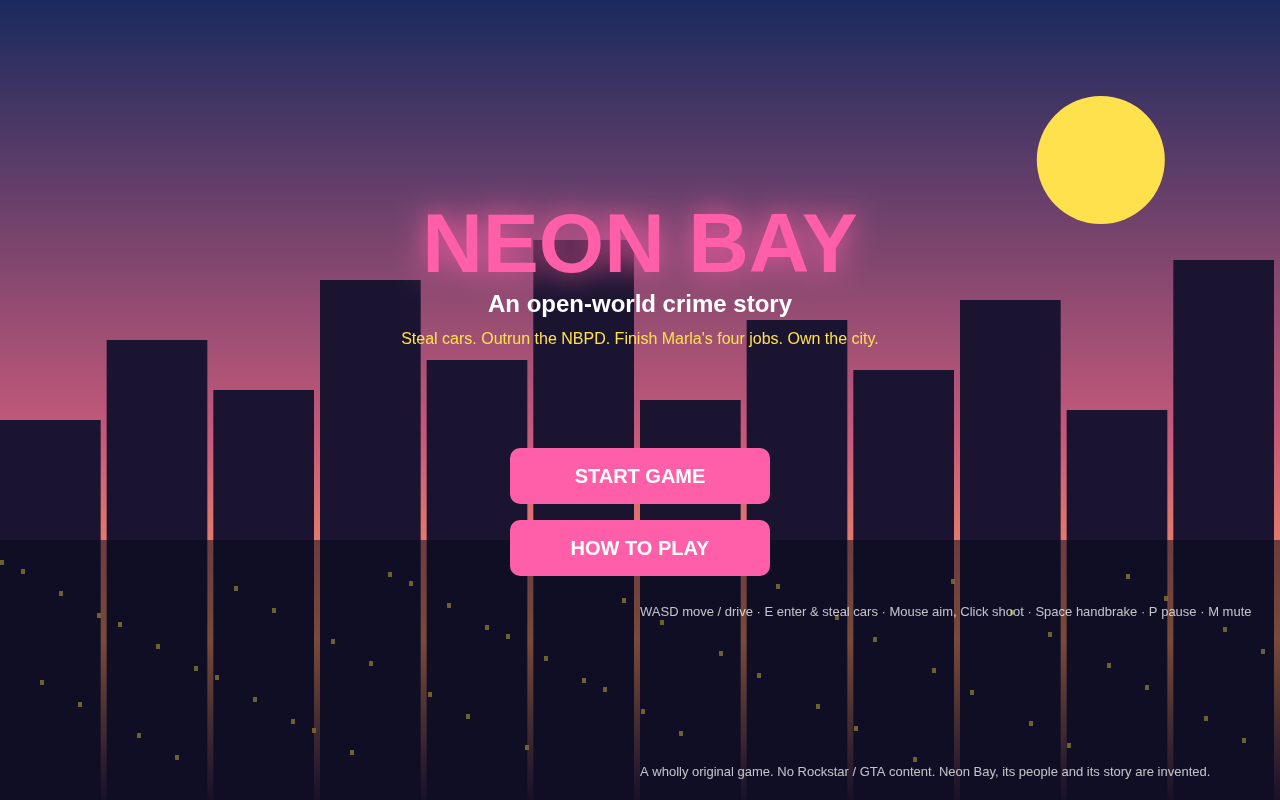 NEON BAY
An open-world crime story
Steal cars. Outrun the NBPD. Finish Marla's four jobs. Own the city.
START GAME
HOW TO PLAY
WASD move / drive · E enter & steal cars · Mouse aim, Click shoot · Space handbrake · P pause · M mute
A wholly original game. No Rockstar / GTA content. Neon Bay, its people and its story are invented.